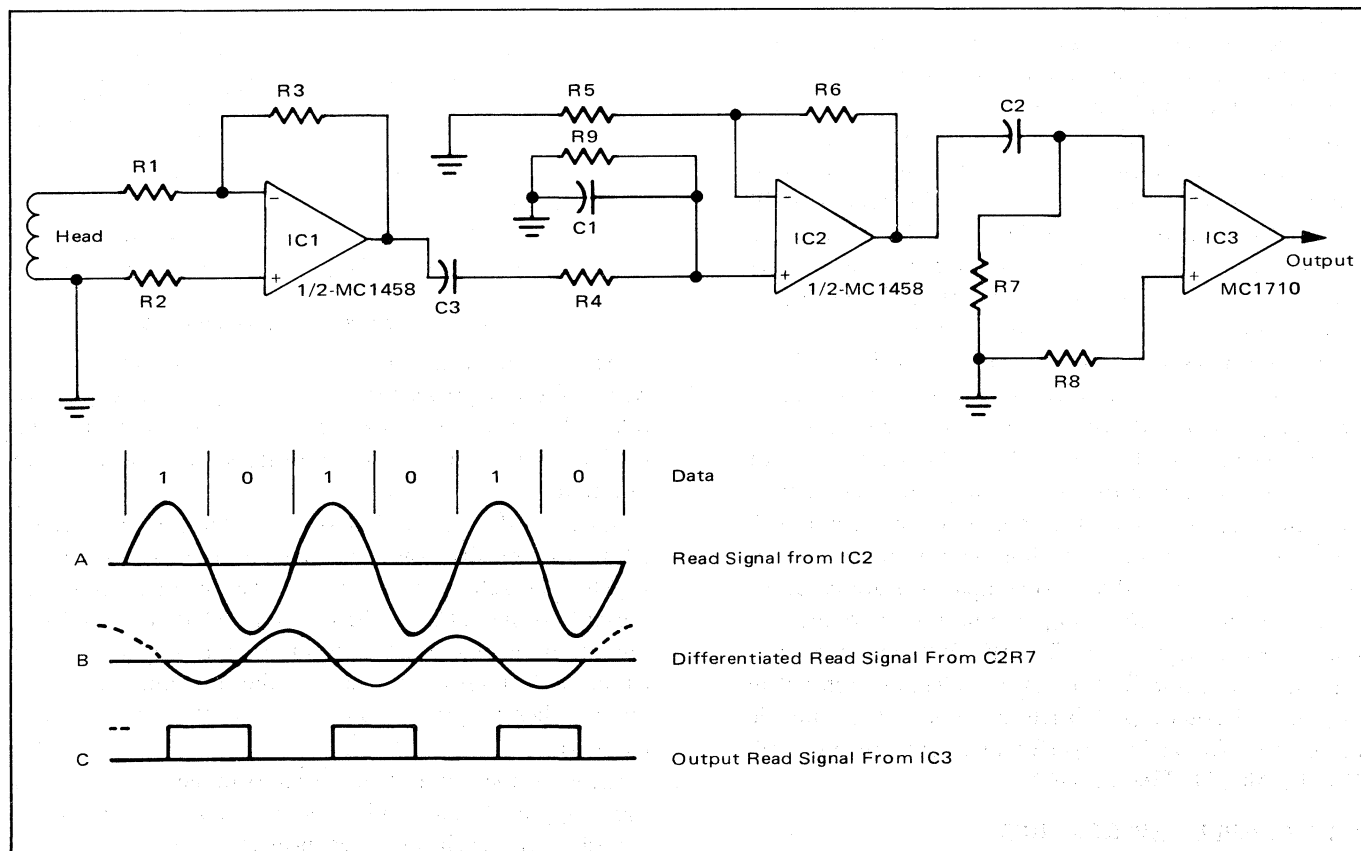 R3
R5
R6
C2
R9
R1
Head
−
IC1
+
C1
−
IC2
+
−
IC3
+
Output
R2
1/2-MC1458
C3
R4
1/2-MC1458
R7
MC1710
R8
1 0 1 0 1 0 Data
A Read Signal from IC2
B Differentiated Read Signal From C2R7
C Output Read Signal From IC3